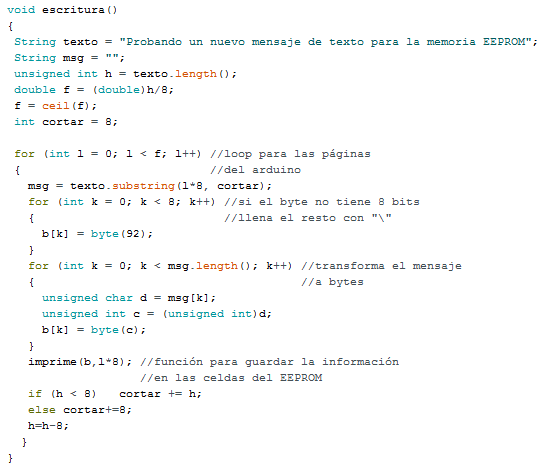 void escritura()
{
String texto = "Probando un nuevo mensaje de texto para la memoria EEPROM";
String msg = "";
unsigned int h = texto.length();
double f = (double)h/8;
f = ceil(f);
int cortar = 8;
for (int l = 0; l < f; l++) //loop para las páginas
{ //del arduino
msg = texto.substring(l*8, cortar);
for (int k = 0; k < 8; k++) //si el byte no tiene 8 bits
{ //llena el resto con "\"
b[k] = byte(92);
}
for (int k = 0; k < msg.length(); k++) //transforma el mensaje
{ //a bytes
unsigned char d = msg[k];
unsigned int c = (unsigned int)d;
b[k] = byte(c);
}
imprime(b,l*8); //función para guardar la información
//en las celdas del EEPROM
if (h < 8) cortar += h;
else cortar+=8;
h=h-8;
}
}